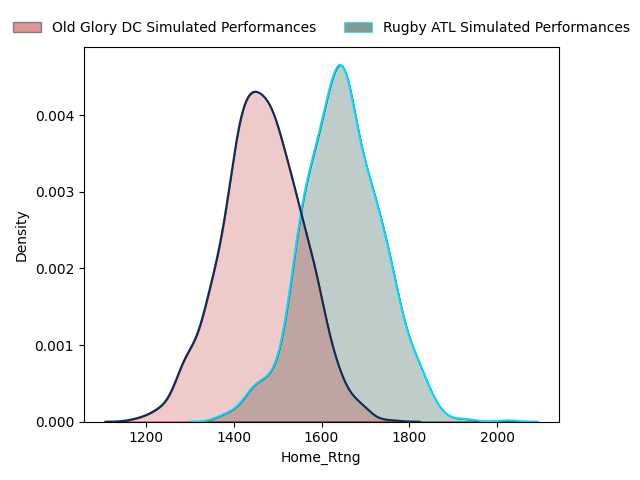 Old Glory DC Simulated Performances
Rugby ATL Simulated Performances
Density
0.004
0.003
0.002
0.001
0.000
1200
1400
1600
1800
2000
Home_Rtng